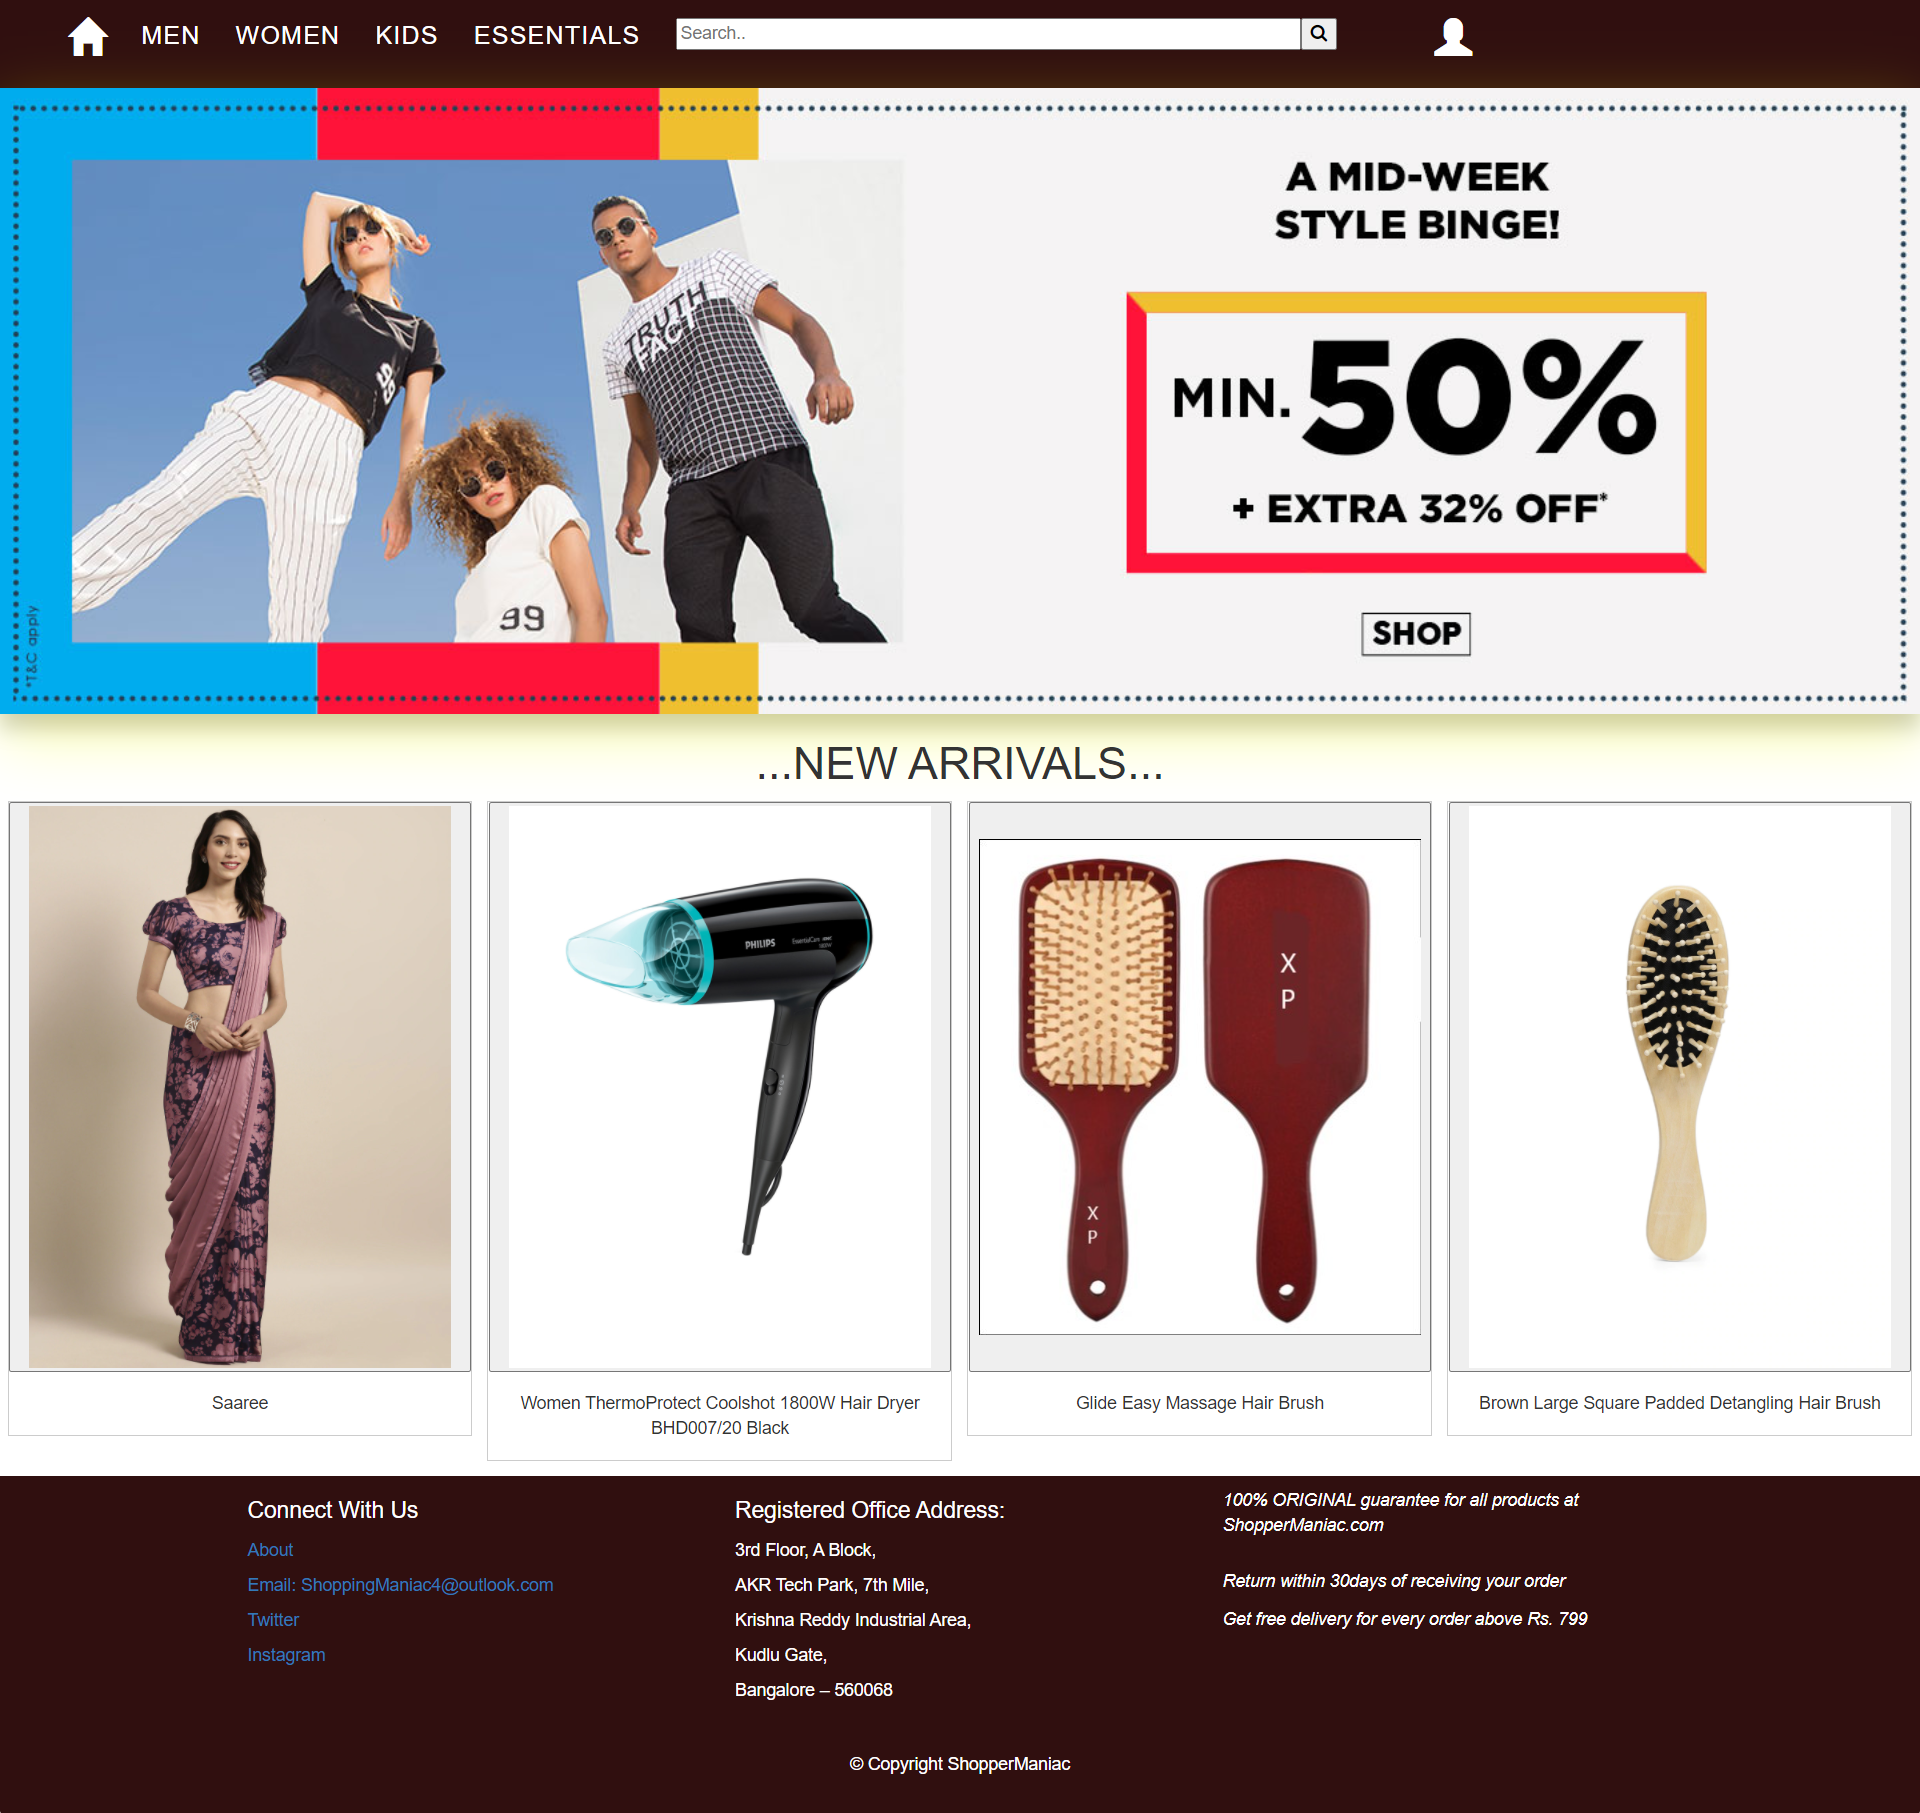 MEN WOMEN KIDS ESSENTIALS Search..
A MID-WEEK
STYLE BINGE!
MIN. 50%
+ EXTRA 32% OFF*
SHOP
TRUTH
FACT
99
*T&C apply
...NEW ARRIVALS...
PHILIPS
X
P
X
P
Saaree
Women ThermoProtect Coolshot 1800W Hair Dryer
BHD007/20 Black
Glide Easy Massage Hair Brush
Brown Large Square Padded Detangling Hair Brush
Connect With Us
About
Email: ShoppingManiac4@outlook.com
Twitter
Instagram
Registered Office Address:
3rd Floor, A Block,
AKR Tech Park, 7th Mile,
Krishna Reddy Industrial Area,
Kudlu Gate,
Bangalore – 560068
100% ORIGINAL guarantee for all products at
ShopperManiac.com
Return within 30days of receiving your order
Get free delivery for every order above Rs. 799
© Copyright ShopperManiac